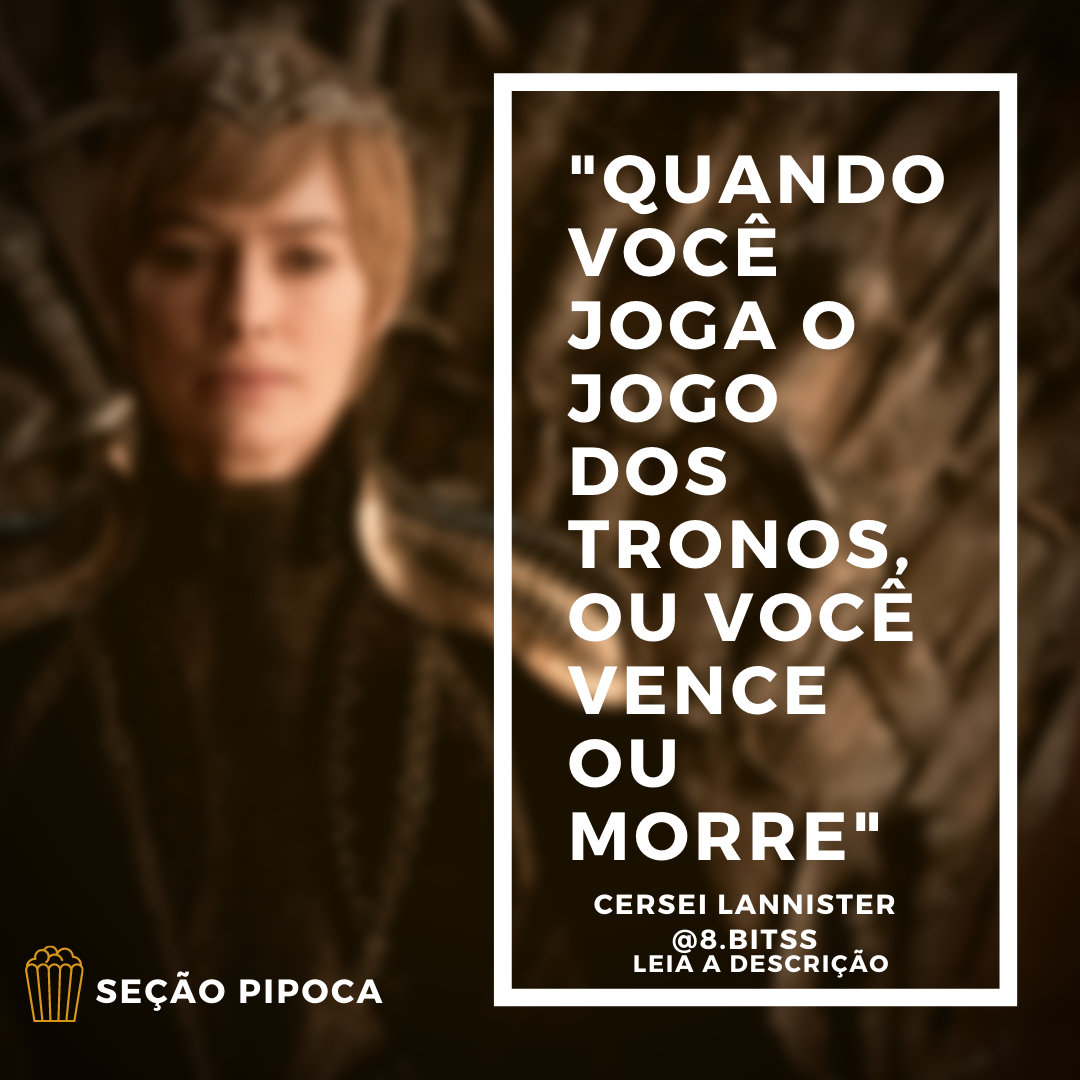 "QUANDO
VOCÊ
JOGA O
JOGO
DOS
TRONOS,
OU VOCÊ
VENCE
OU
MORRE"
CERSEI LANNISTER
@8.BITSS
LEIA A DESCRIÇÃO
SEÇÃO PIPOCA